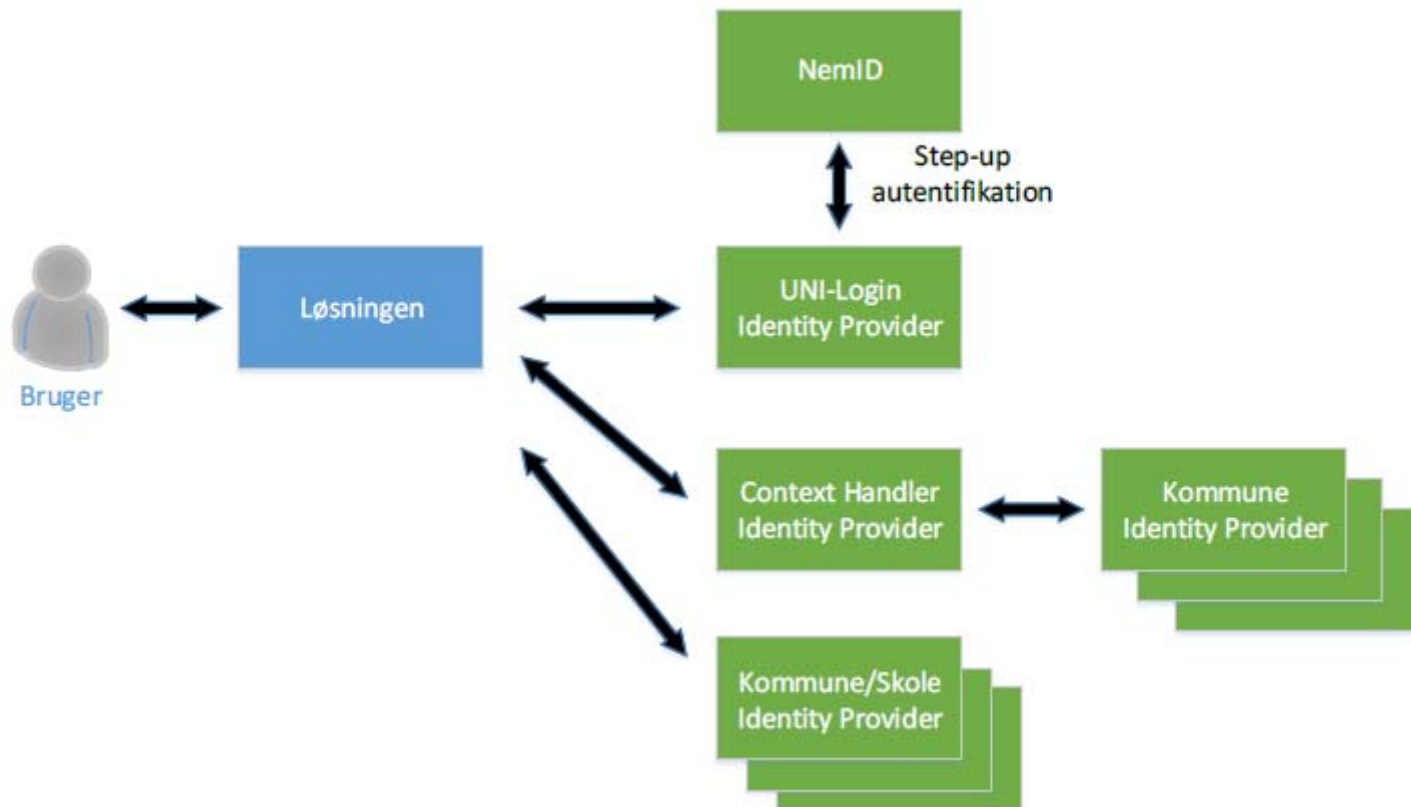 NemID
Step-up
autentifikation
Løsningen
UNI-Login
Identity Provider
Bruger
Context Handler
Identity Provider
Kommune
Identity Provider
Kommune/Skole
Identity Provider